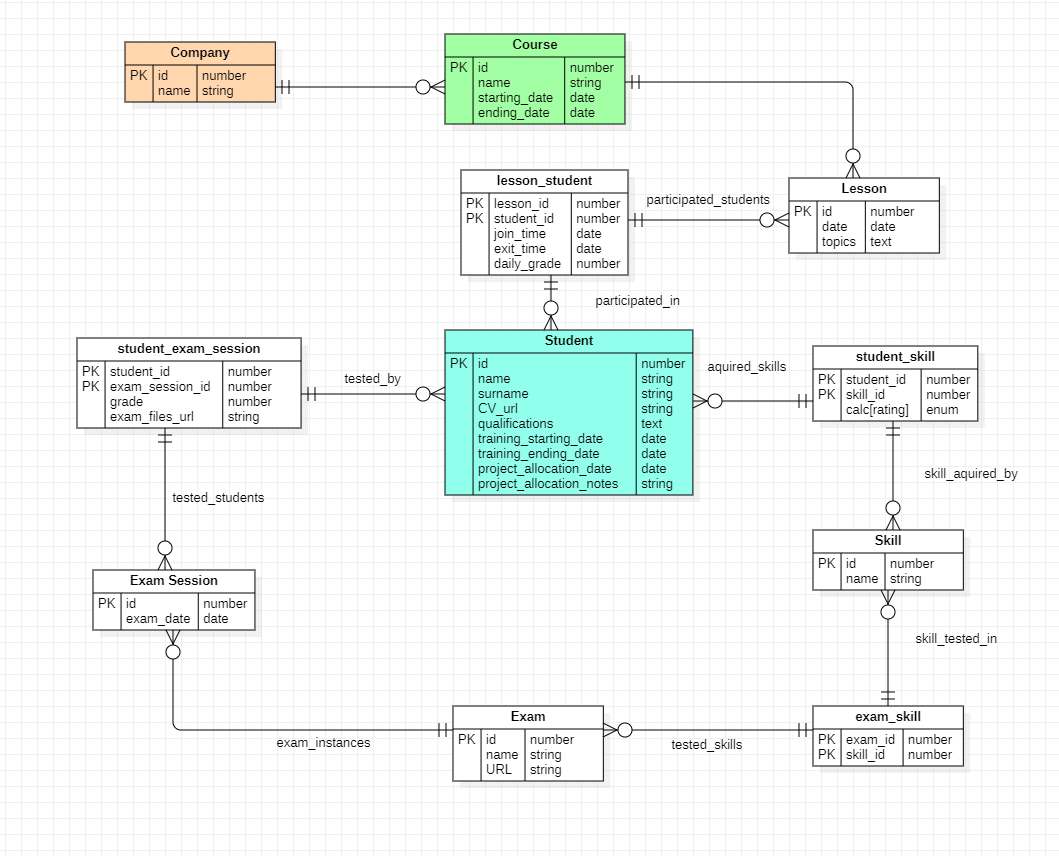 Company
PK id number
name string
Course
PK id number
name string
starting_date date
ending_date date
lesson_student
PK lesson_id number
PK student_id number
join_time date
exit_time date
daily_grade number
participated_students
Lesson
PK id number
date date
topics text
participated_in
student_exam_session
PK student_id number
PK exam_session_id number
grade number
exam_files_url string
tested_by
Student
PK id number
name string
surname string
CV_url string
qualifications text
training_starting_date date
training_ending_date date
project_allocation_date date
project_allocation_notes string
aquired_skills
student_skill
PK student_id number
PK skill_id number
calc[rating] enum
tested_students
skill_aquired_by
Exam Session
PK id number
exam_date date
Skill
PK id number
name string
skill_tested_in
exam_instances
Exam
PK id number
name string
URL string
tested_skills
exam_skill
PK exam_id number
PK skill_id number